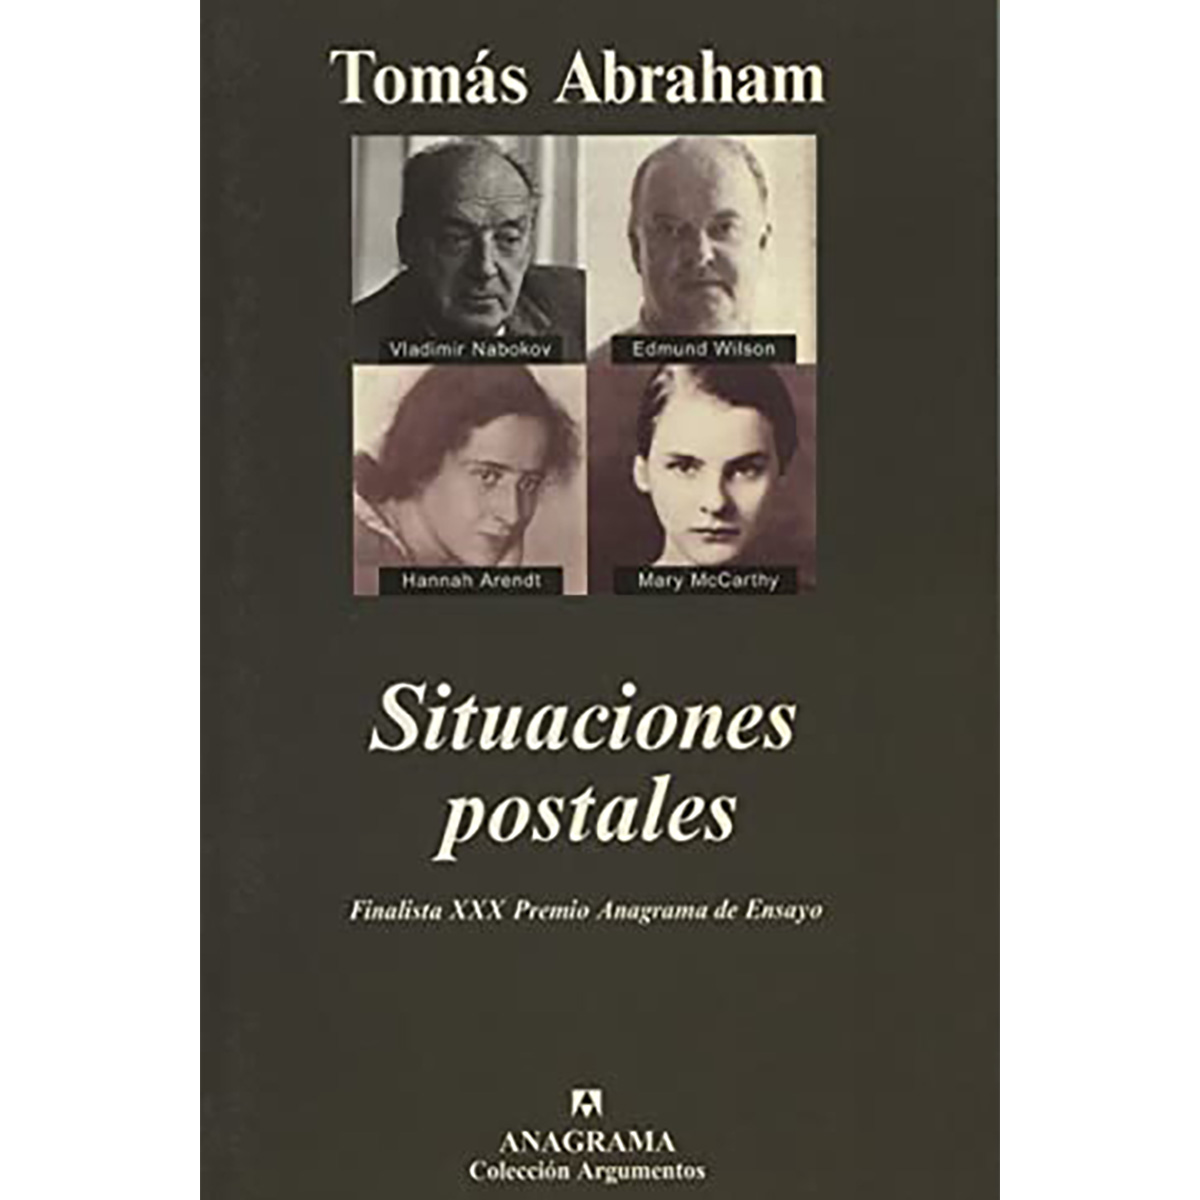 Tomás Abraham
Vladimir Nabokov
Edmund Wilson
Hannah Arendt
Mary McCarthy
Situaciones
postales
Finalista XXX Premio Anagrama de Ensayo
ANAGRAMA
Colección Argumentos